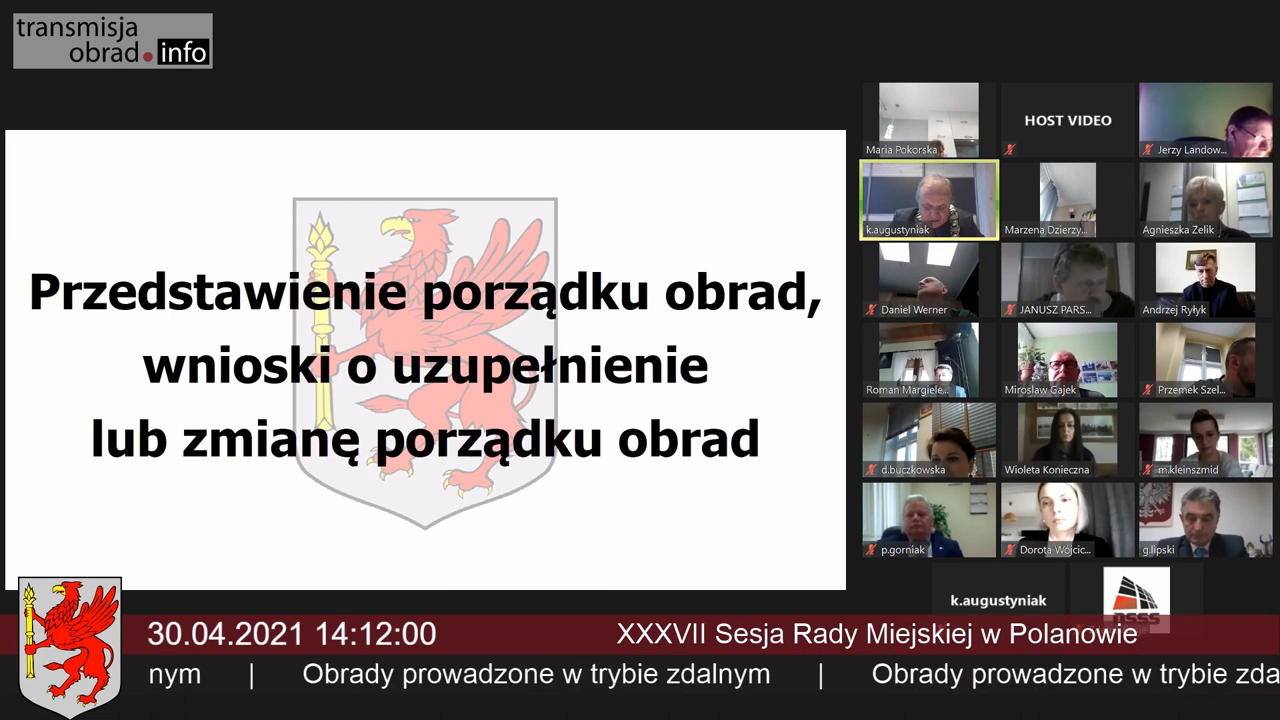 transmisja
obrad.info
Przedstawienie porządku obrad,
wnioski o uzupełnienie
lub zmianę porządku obrad
Maria Pokorska
HOST VIDEO
Jerzy Landow...
k.augustyniak
Marzena Dzierzy...
Agnieszka Zelik
Daniel Werner
JANUSZ PARS...
Andrzej Ryłyk
Roman Margiele...
Miroslaw Gajek
Przemek Szel...
d.buczkowska
Wioleta Konieczna
m.kleinszmid
p.gorniak
Dorota Wójcic...
g.lipski
k.augustyniak
30.04.2021 14:12:00
XXXVII Sesja Rady Miejskiej w Polanowie
nym | Obrady prowadzone w trybie zdalnym | Obrady prowadzone w trybie zda